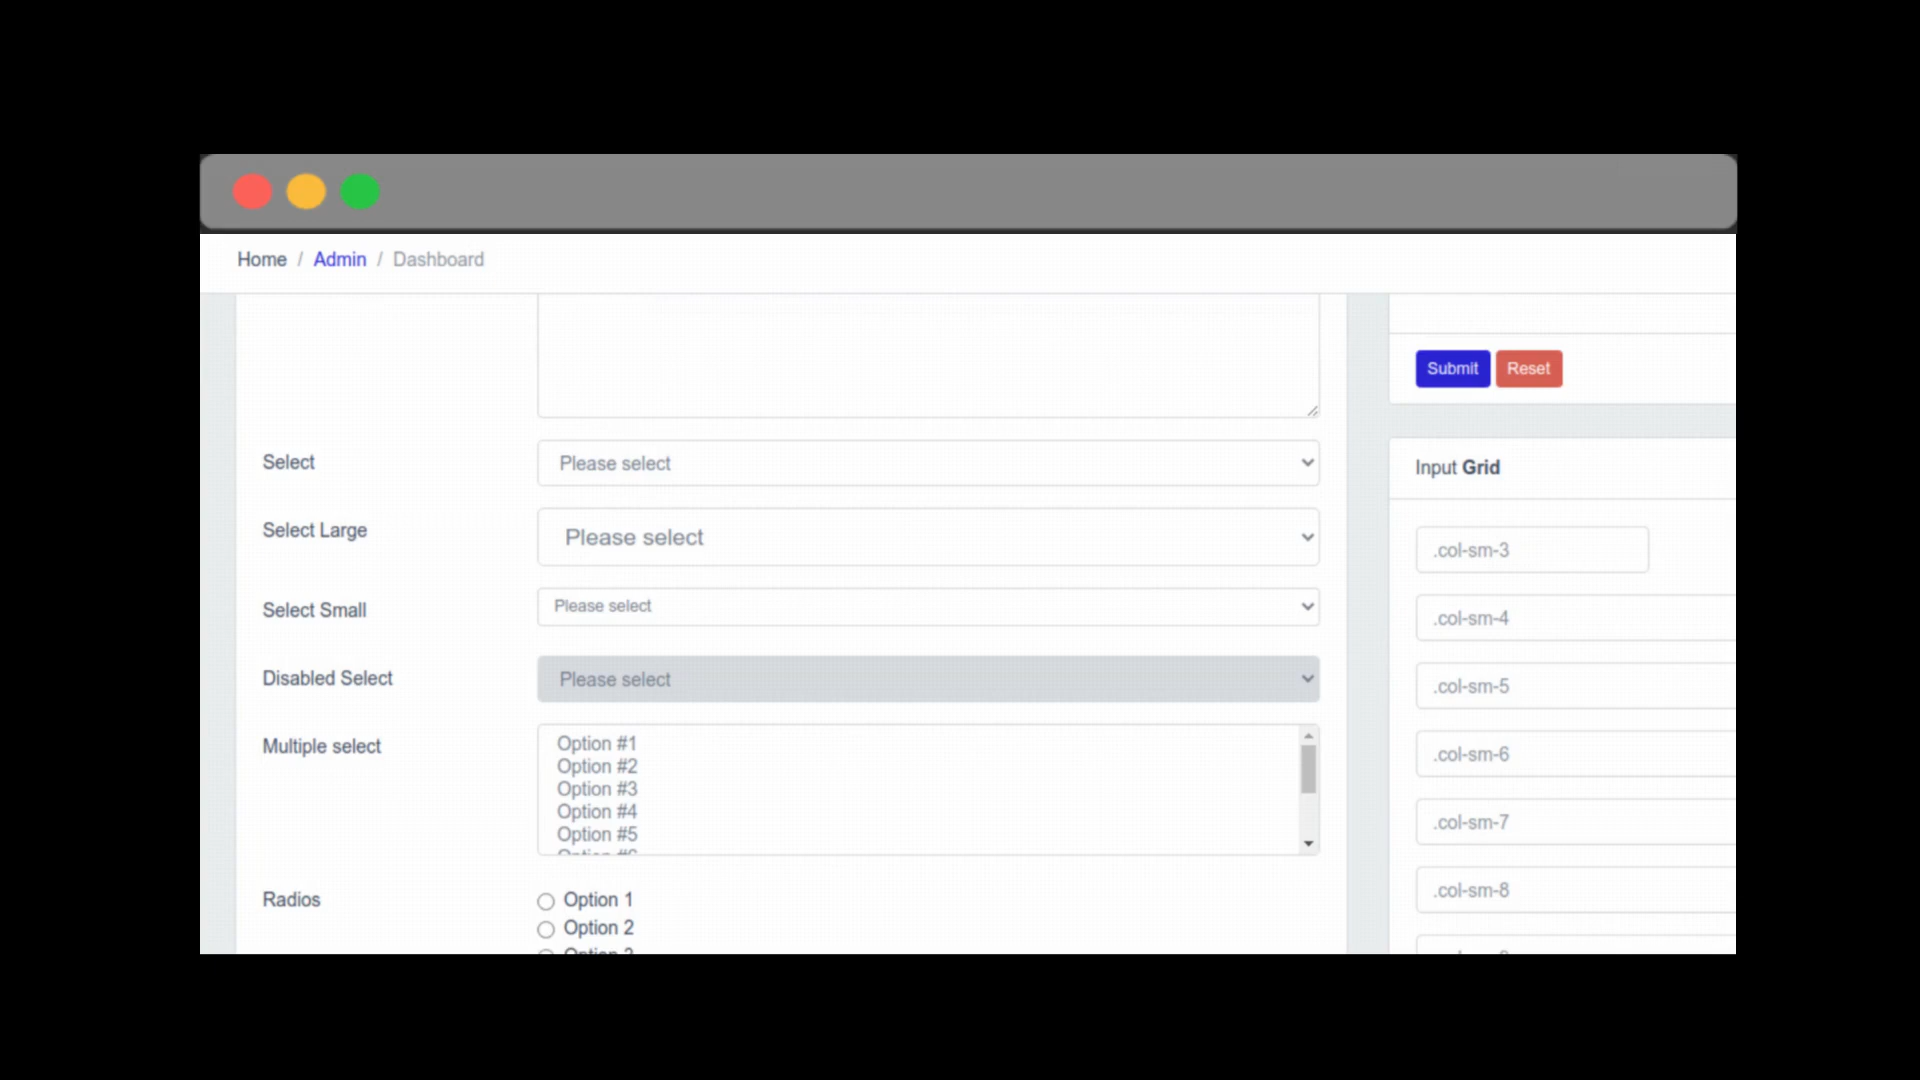 Home / Admin / Dashboard
Submit Reset
Select Please select
Select Large Please select
Select Small Please select
Disabled Select Please select
Multiple select Option #1
Option #2
Option #3
Option #4
Option #5
Radios Option 1
Option 2
Input Grid
.col-sm-3
.col-sm-4
.col-sm-5
.col-sm-6
.col-sm-7
.col-sm-8